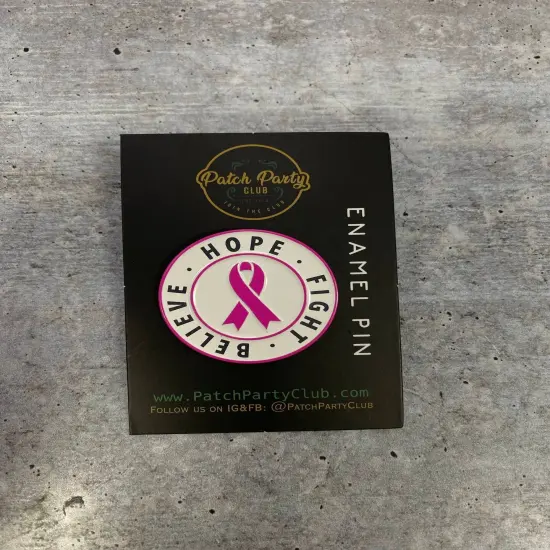 Patch Party
CLUB
JOIN THE CLUB
ENAMEL PIN
· HOPE · FIGHT · BELIEVE
www.PatchPartyClub.com
FOLLOW US ON IG&FB: @PATCHPARTYCLUB